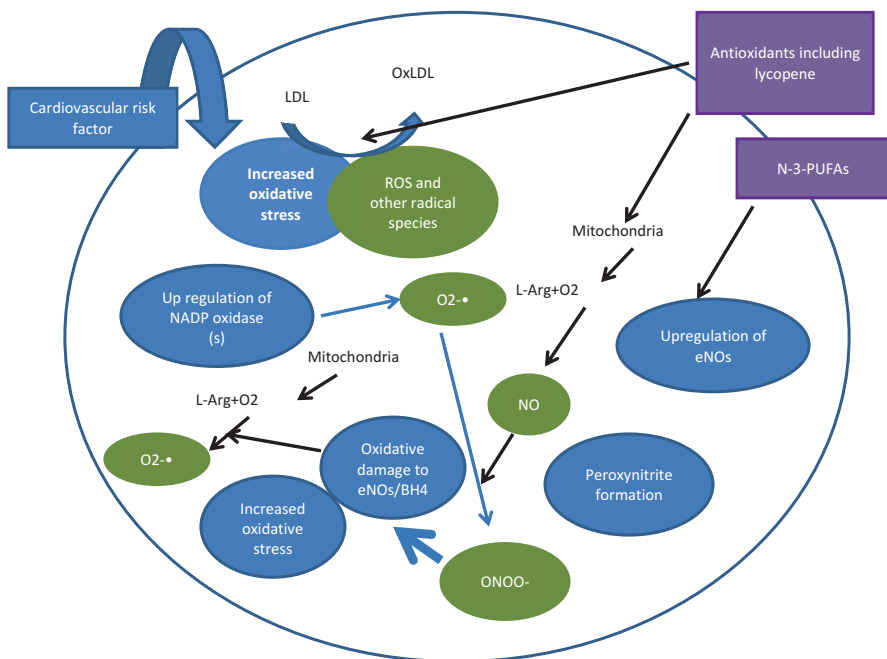 Antioxidants including
lycopene
OxLDL
LDL
Cardiovascular risk
factor
N-3-PUFAs
Increased
oxidative
stress
ROS and
other radical
species
Mitochondria
L-Arg+O2
O2-•
Up regulation of
NADP oxidase
(s)
Upregulation of
eNOs
Mitochondria
L-Arg+O2
NO
O2-•
Oxidative
damage to
eNOs/BH4
Peroxynitrite
formation
Increased
oxidative
stress
ONOO-